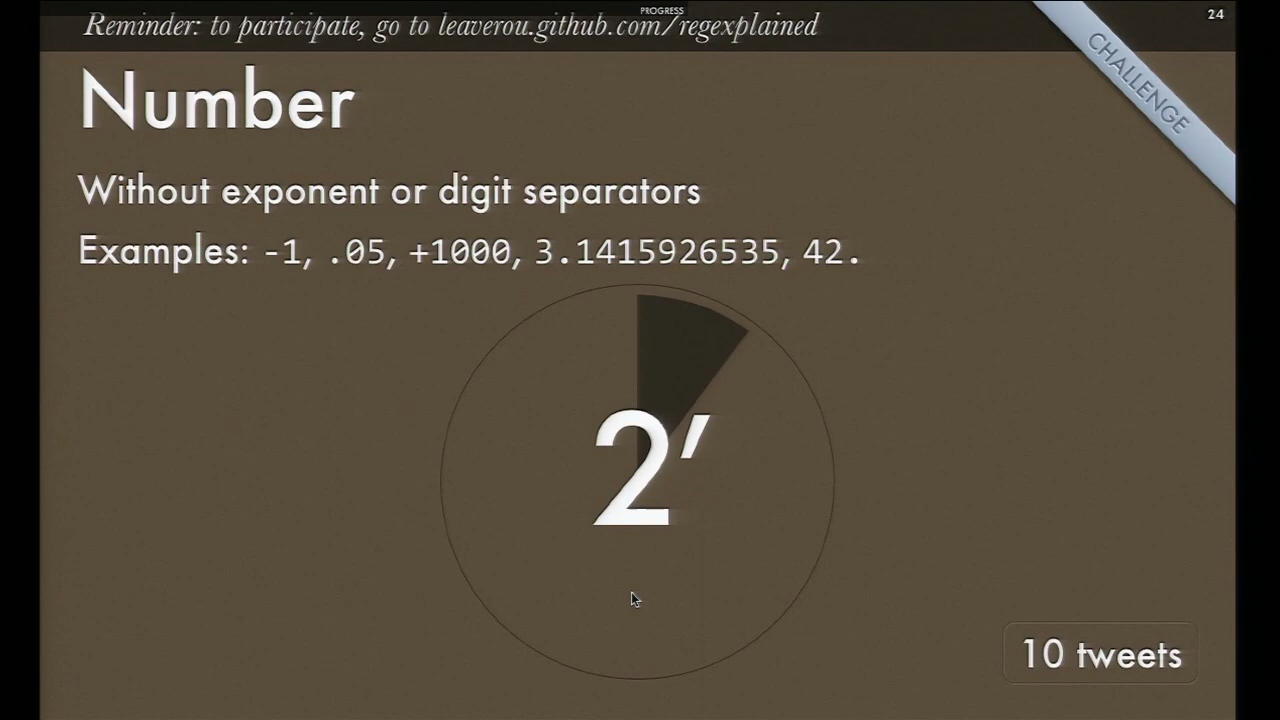 PROGRESS
24
Reminder: to participate, go to leaverou.github.com/regexplained
CHALLENGE
Number
Without exponent or digit separators
Examples: -1, .05, +1000, 3.1415926535, 42.
2′
10 tweets